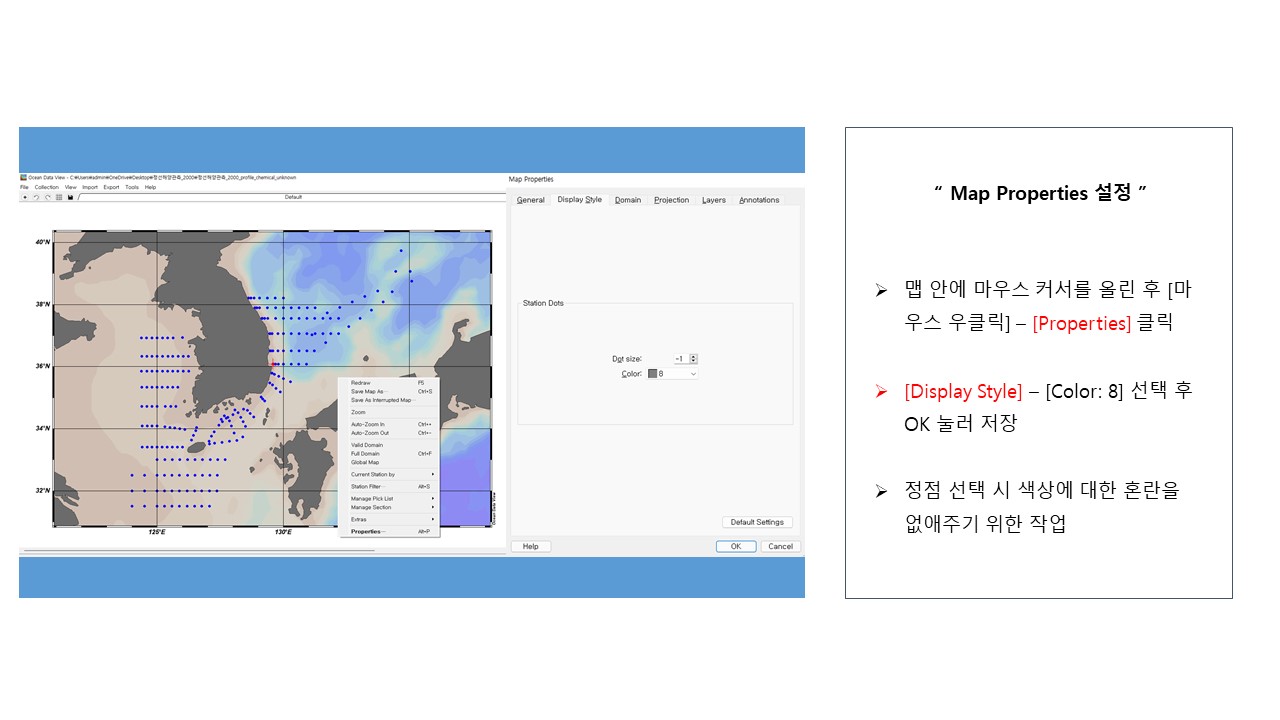 Ocean Data View - C:₩Users₩admin₩OneDrive₩Desktop₩정선해양관측_2000₩정선해양관측_2000_profile_chemical_unknown
File Collection View Import Export Tools Help
Default
40°N
38°N
36°N
34°N
32°N
125°E
130°E
Ocean Data View
Redraw F5
Save Map As… Ctrl+S
Save As Interrupted Map…
Zoom
Auto-Zoom In Ctrl++
Auto-Zoom Out Ctrl+-
Valid Domain
Full Domain Ctrl+F
Global Map
Current Station by
Station Filter… Alt+S
Manage Pick List
Manage Section
Extras
Properties… Alt+P
Map Properties
General Display Style Domain Projection Layers Annotations
Station Dots
Dot size: -1
Color: 8
Default Settings
Help OK Cancel
“ Map Properties 설정 ”
➢ 맵 안에 마우스 커서를 올린 후 [마
우스 우클릭] – [Properties] 클릭
➢ [Display Style] – [Color: 8] 선택 후
OK 눌러 저장
➢ 정점 선택 시 색상에 대한 혼란을
없애주기 위한 작업